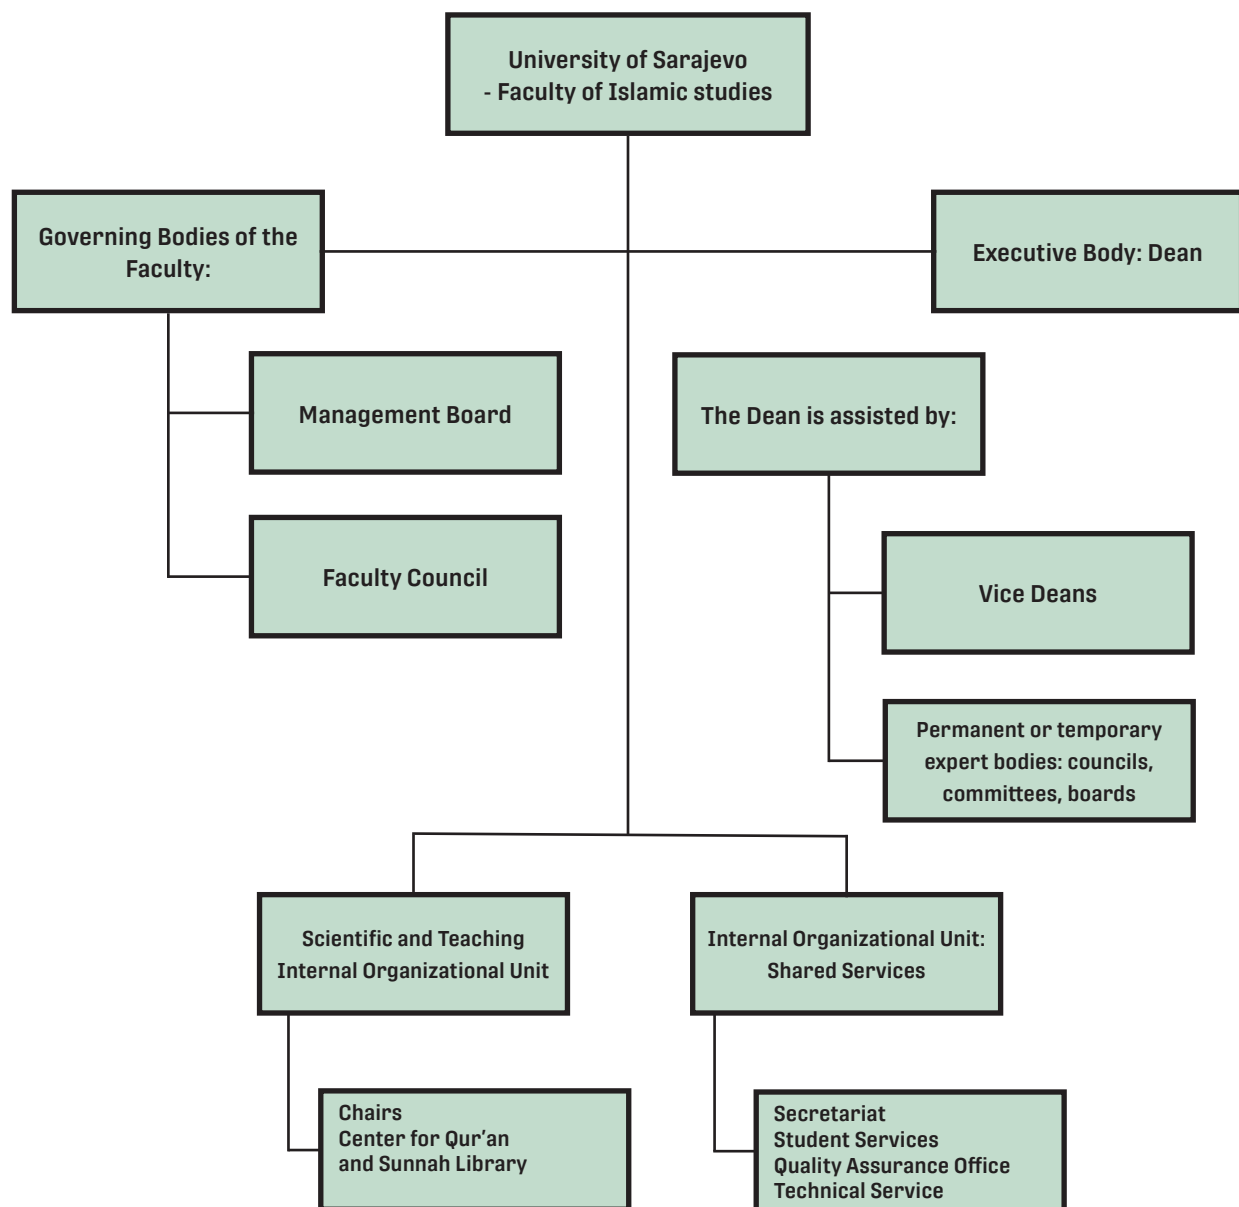 University of Sarajevo
- Faculty of Islamic studies
Governing Bodies of the
Faculty:
Executive Body: Dean
Management Board
The Dean is assisted by:
Faculty Council
Vice Deans
Permanent or temporary
expert bodies: councils,
committees, boards
Scientific and Teaching
Internal Organizational Unit
Internal Organizational Unit:
Shared Services
Chairs
Center for Qur’an
and Sunnah Library
Secretariat
Student Services
Quality Assurance Office
Technical Service